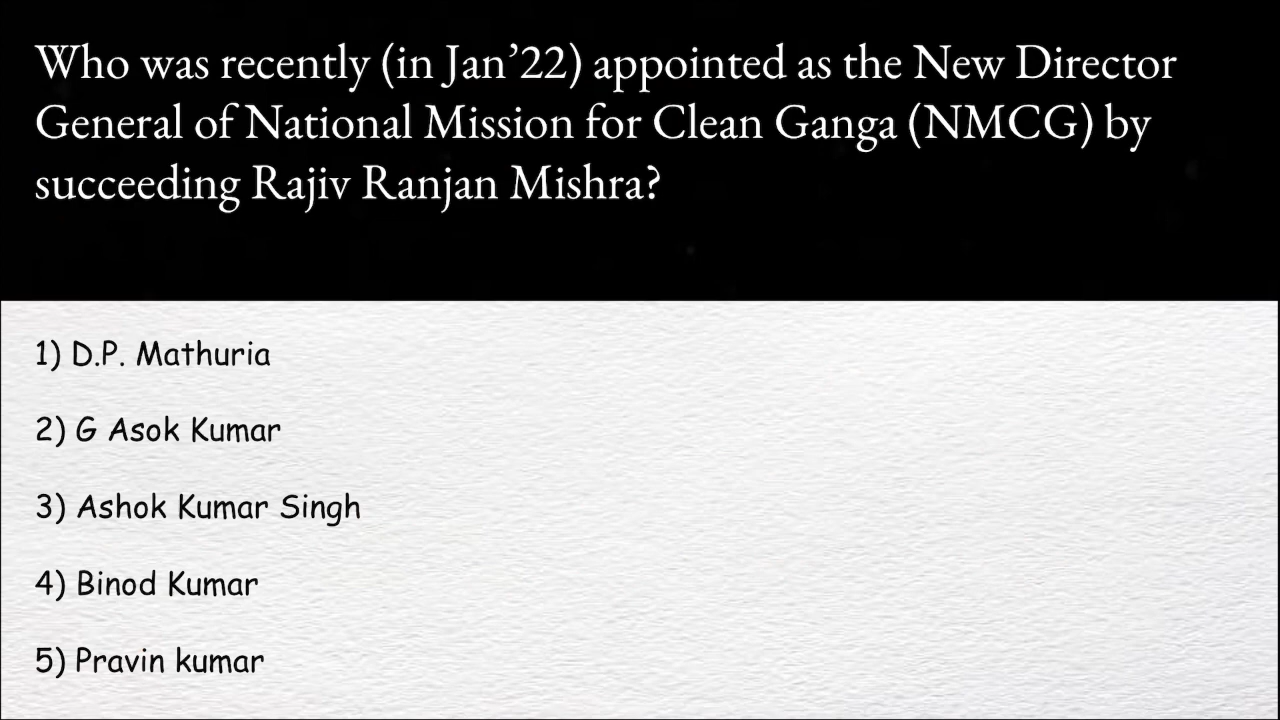 Who was recently (in Jan’22) appointed as the New Director
General of National Mission for Clean Ganga (NMCG) by
succeeding Rajiv Ranjan Mishra?
1) D.P. Mathuria
2) G Asok Kumar
3) Ashok Kumar Singh
4) Binod Kumar
5) Pravin kumar